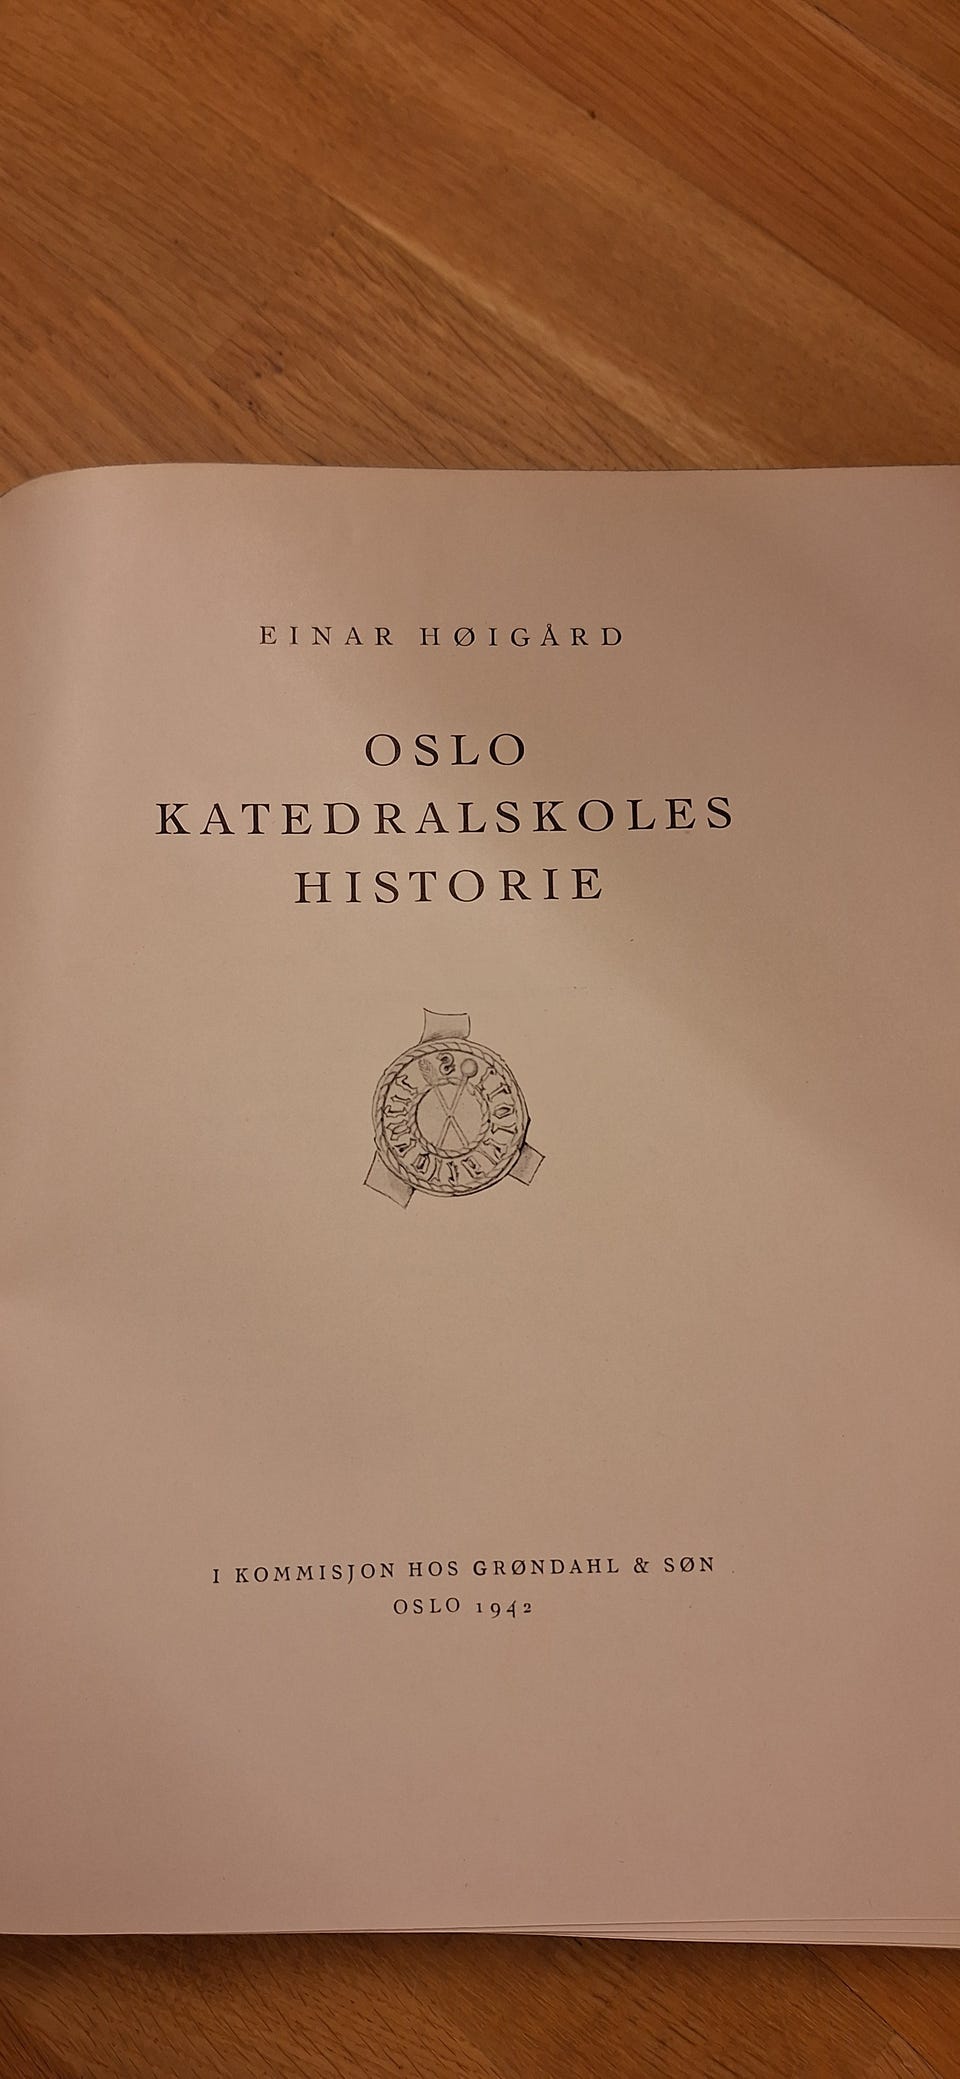 EINAR HØIGÅRD
OSLO
KATEDRALSKOLES
HISTORIE
I KOMMISJON HOS GRØNDAHL & SØN
OSLO 1942